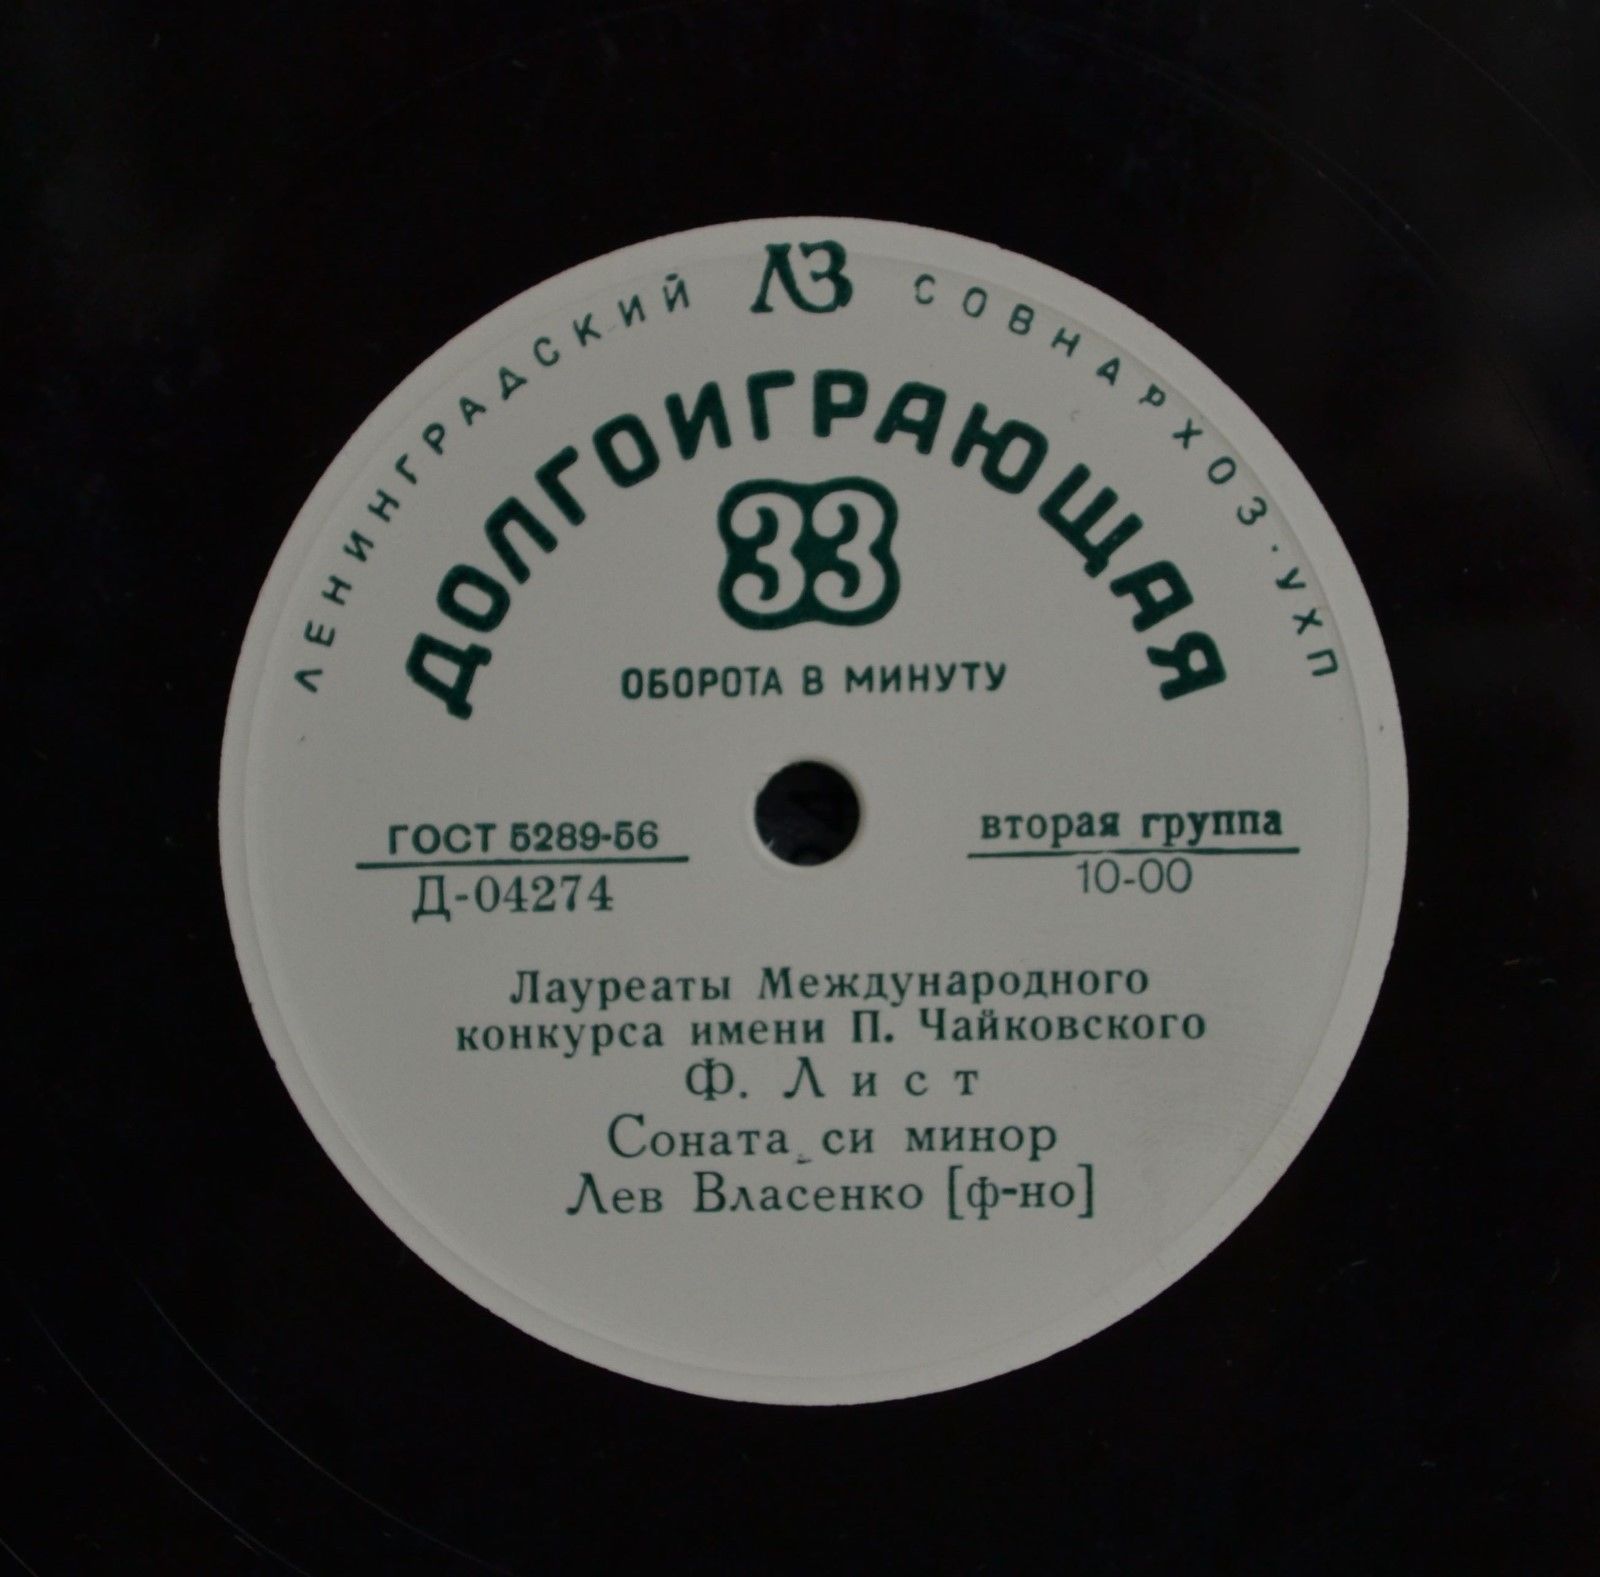 ЛЕНИНГРАДСКИЙ ЛЗ СОВНАРХОЗ · УХП
ДОЛГОИГРАЮЩАЯ
33
ОБОРОТА В МИНУТУ
ГОСТ 5289-56
Д-04274
вторая группа
10-00
Лауреаты Международного
конкурса имени П. Чайковского
Ф. Лист
Соната си минор
Лев Власенко [ф-но]